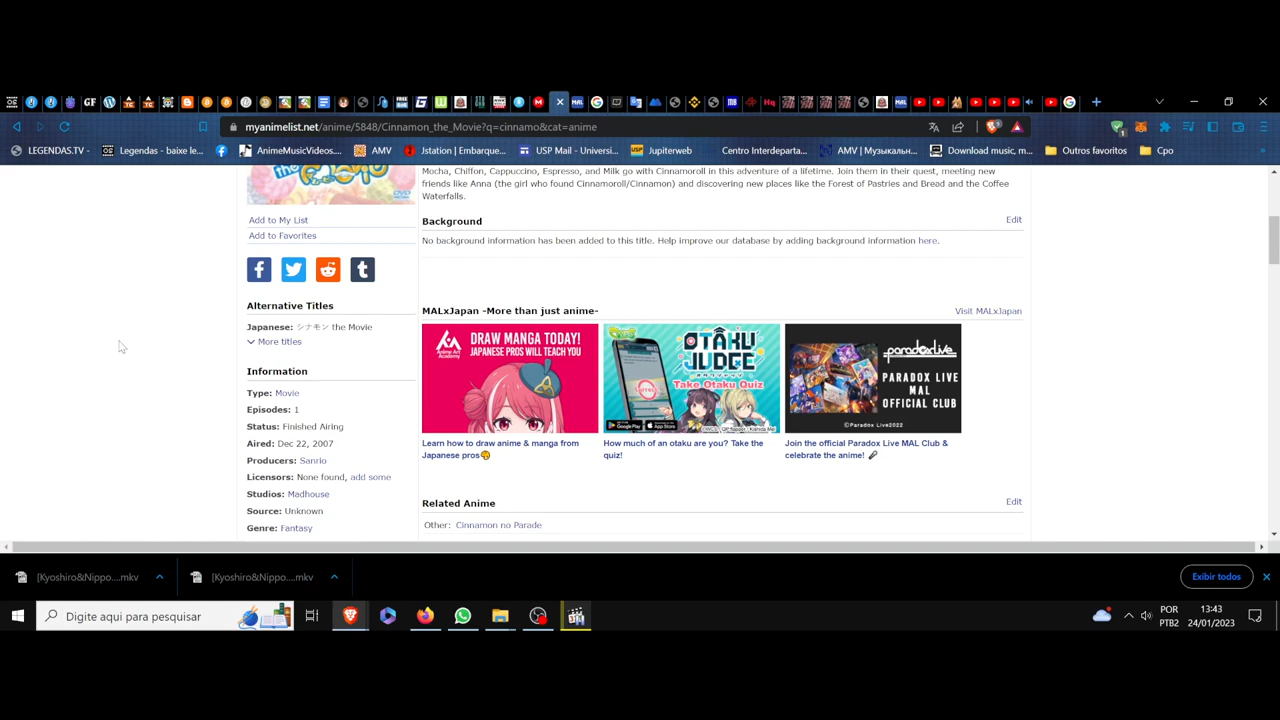 myanimelist.net/anime/5848/Cinnamon_the_Movie?q=cinnamo&cat=anime
LEGENDAS.TV -
Legendas - baixe le...
AnimeMusicVideos....
AMV
Jstation | Embarque...
USP Mail - Universi...
Jupiterweb
Centro Interdeparta...
AMV | Музыкальн...
Download music, m...
Outros favoritos
Cpo
Mocha, Chiffon, Cappuccino, Espresso, and Milk go with Cinnamoroll in this adventure of a lifetime. Join them in their quest, meeting new
friends like Anna (the girl who found Cinnamoroll/Cinnamon) and discovering new places like the Forest of Pastries and Bread and the Coffee
Waterfalls.
DVD
Add to My List
Add to Favorites
Background
Edit
No background information has been added to this title. Help improve our database by adding background information here.
Alternative Titles
Japanese: シナモン the Movie
More titles
Information
Type: Movie
Episodes: 1
Status: Finished Airing
Aired: Dec 22, 2007
Producers: Sanrio
Licensors: None found, add some
Studios: Madhouse
Source: Unknown
Genre: Fantasy
MALxJapan -More than just anime-
Visit MALxJapan
Anime Art Academy
DRAW MANGA TODAY!
JAPANESE PROS WILL TEACH YOU
OTAKU
JUDGE
Take Otaku Quiz
Google Play
App Store
paradoxlive
PARADOX LIVE
MAL
OFFICIAL CLUB
©Paradox Live2022
Learn how to draw anime & manga from
Japanese pros
How much of an otaku are you? Take the
quiz!
Join the official Paradox Live MAL Club &
celebrate the anime!
Related Anime
Edit
Other: Cinnamon no Parade
[Kyoshiro&Nippo....mkv
[Kyoshiro&Nippo....mkv
Exibir todos
Digite aqui para pesquisar
POR
PTB2
13:43
24/01/2023